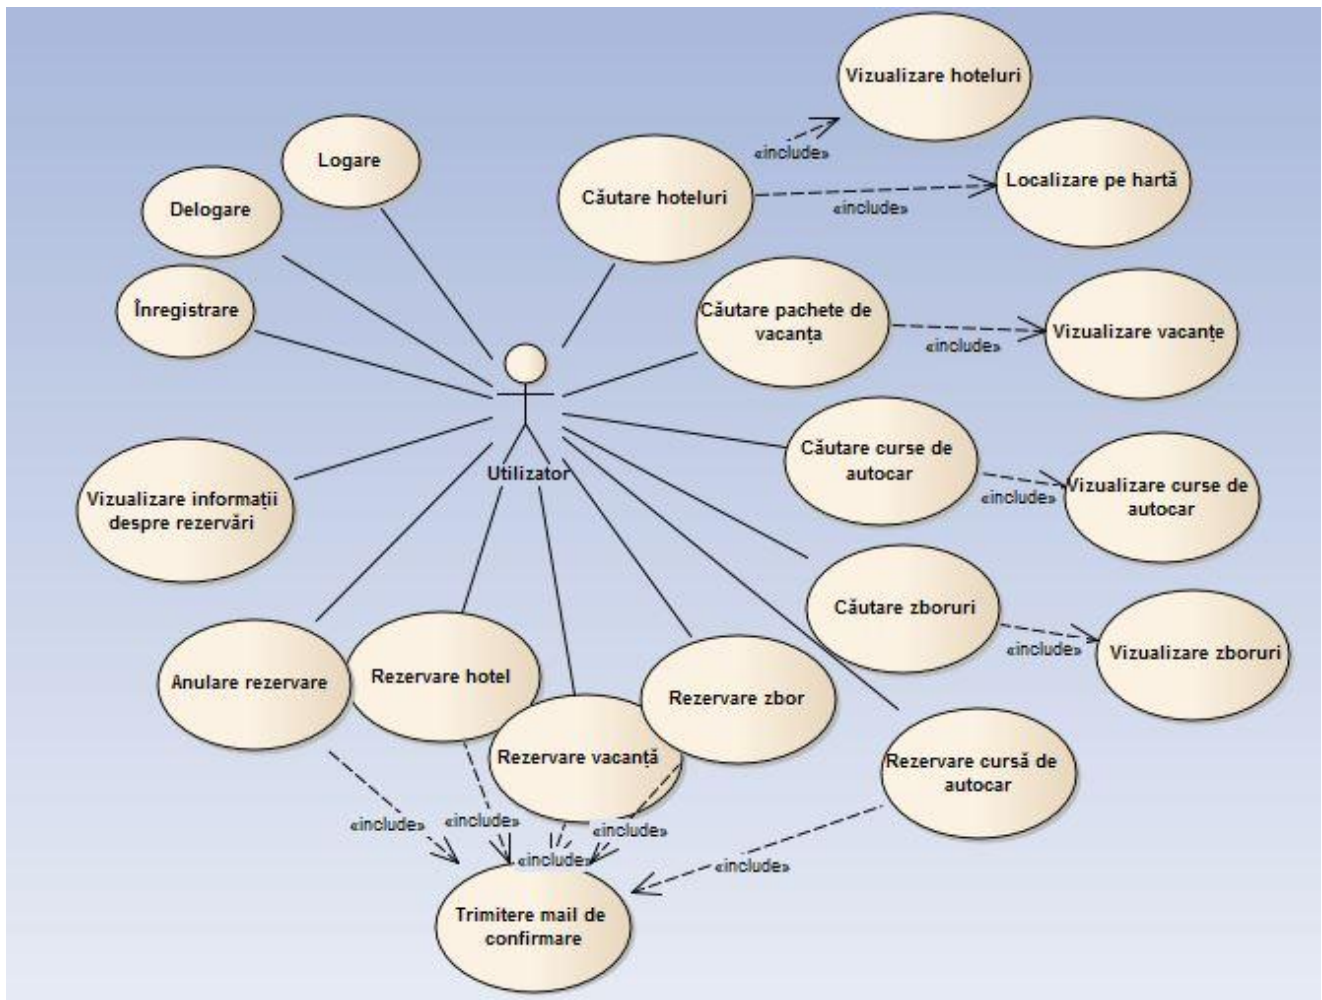 Vizualizare hoteluri
Logare
«include»
Localizare pe hartă
Căutare hoteluri
«include»
Delogare
Înregistrare
Căutare pachete de
vacanța
«include»
Vizualizare vacanțe
Utilizator
Căutare curse de
autocar
«include»
Vizualizare curse de
autocar
Vizualizare informații
despre rezervări
Căutare zboruri
«include»
Vizualizare zboruri
Anulare rezervare
Rezervare hotel
Rezervare vacanță
Rezervare zbor
Rezervare cursă de
autocar
«include»
«include»
«include»
«include»
«include»
Trimitere mail de
confirmare